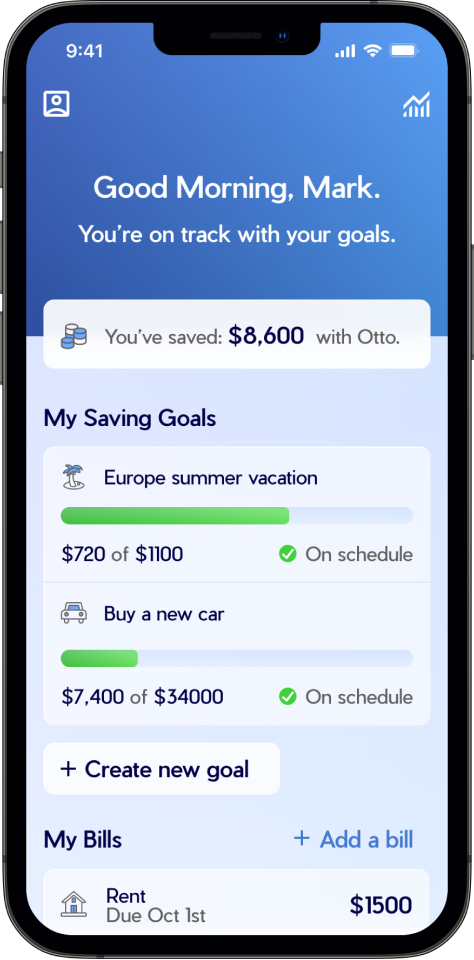 9:41
Good Morning, Mark.
You're on track with your goals.
You've saved: $8,600 with Otto.
My Saving Goals
Europe summer vacation
$720 of $1100 On schedule
Buy a new car
$7,400 of $34000 On schedule
+ Create new goal
My Bills + Add a bill
Rent
Due Oct 1st
$1500